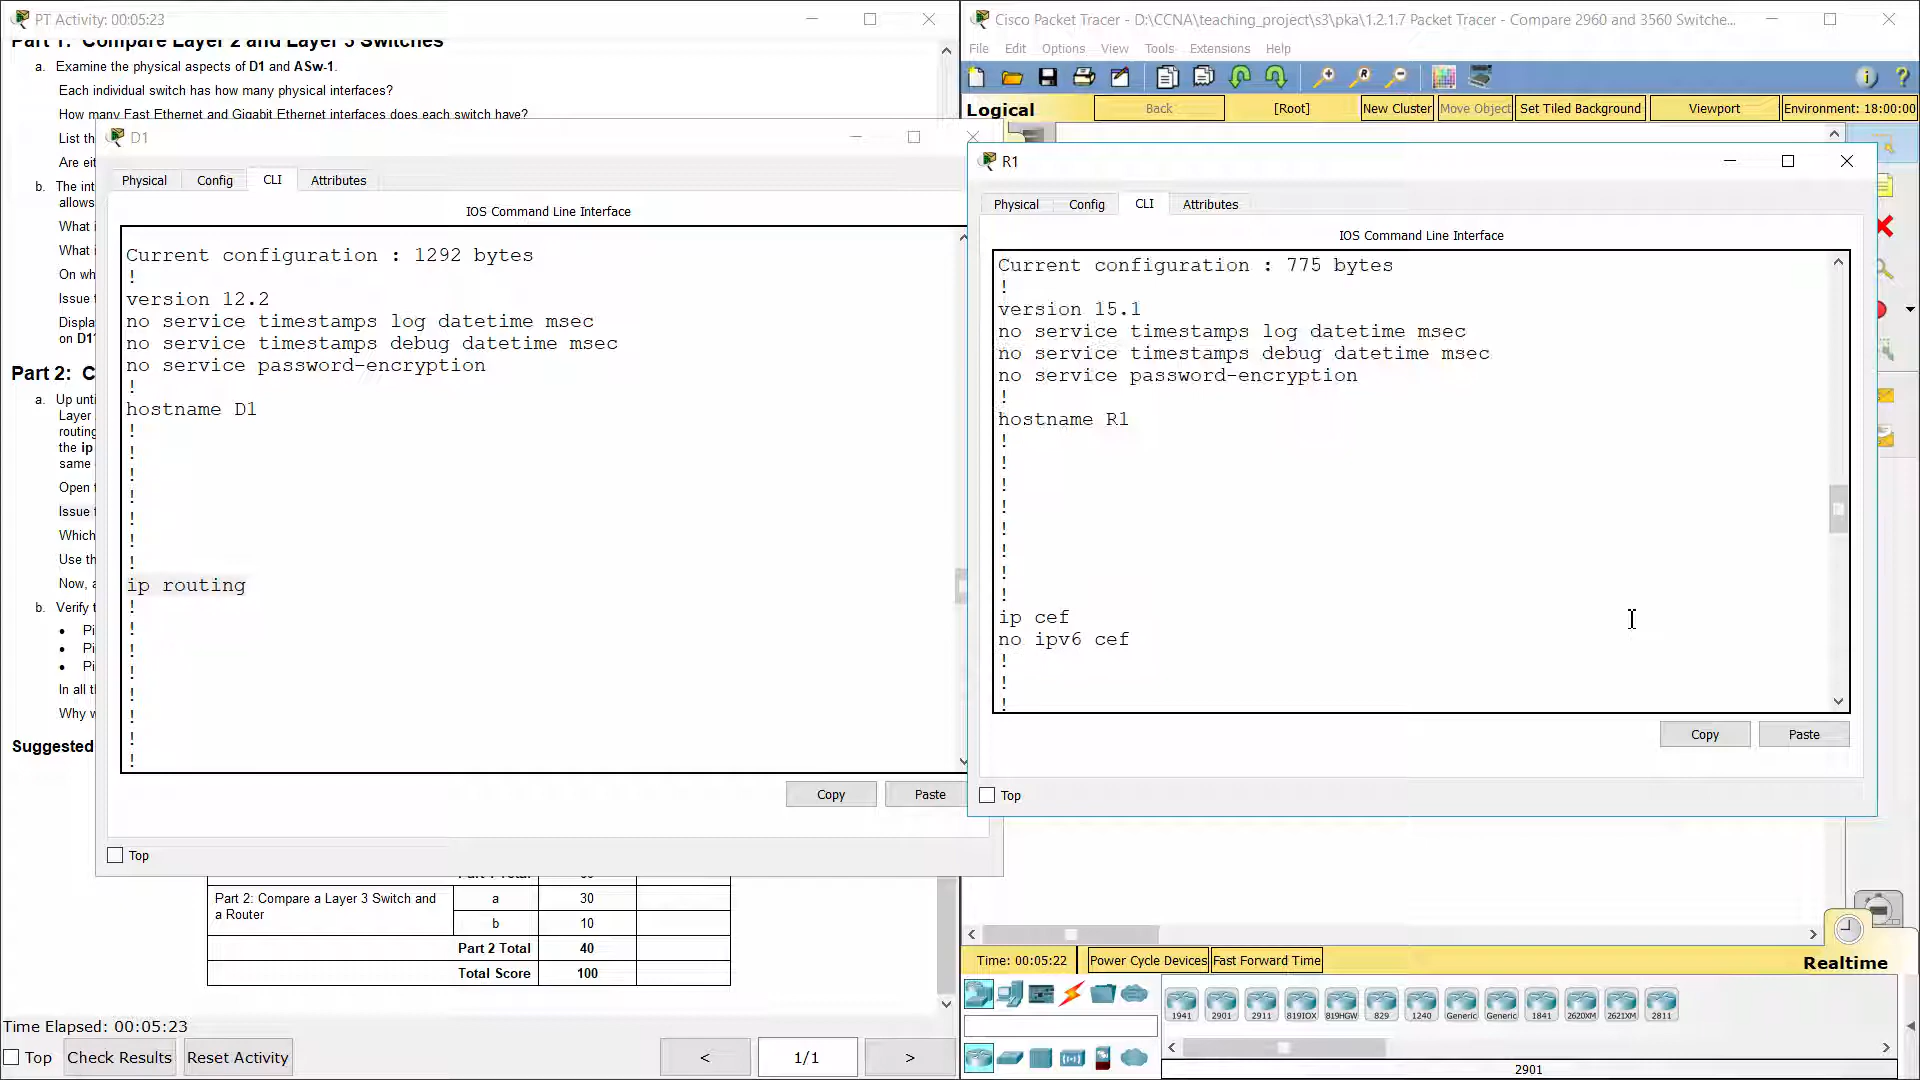 PT Activity: 00:05:23
Part 1: Compare Layer 2 and Layer 3 Switches
a. Examine the physical aspects of D1 and ASw-1.
Each individual switch has how many physical interfaces?
How many Fast Ethernet and Gigabit Ethernet interfaces does each switch have?
List th
Are eit
b. The int
allows
What i
What i
On wh
Issue
Displa
on D1
Part 2: C
a. Up unti
Layer
routing
the ip
same
Open
Issue
Which
Use th
Now, a
b. Verify t
• Pi
• Pi
• Pi
In all t
Why w
Suggested
D1
Physical
Config
CLI
Attributes
IOS Command Line Interface
Current configuration : 1292 bytes
!
version 12.2
no service timestamps log datetime msec
no service timestamps debug datetime msec
no service password-encryption
!
hostname D1
!
!
!
!
!
!
!
ip routing
!
!
!
!
!
!
!
!
Copy
Paste
Top
Part 2: Compare a Layer 3 Switch and
a Router
a
30
b
10
Part 2 Total
40
Total Score
100
Time Elapsed: 00:05:23
Top
Check Results
Reset Activity
<
1/1
>
Cisco Packet Tracer - D:\CCNA\teaching_project\s3\pka\1.2.1.7 Packet Tracer - Compare 2960 and 3560 Switche...
File Edit Options View Tools Extensions Help
Logical
Back
[Root]
New Cluster
Move Object
Set Tiled Background
Viewport
Environment: 18:00:00
R1
Physical
Config
CLI
Attributes
IOS Command Line Interface
Current configuration : 775 bytes
!
version 15.1
no service timestamps log datetime msec
no service timestamps debug datetime msec
no service password-encryption
!
hostname R1
!
!
!
!
!
!
!
!
ip cef
no ipv6 cef
!
!
!
Copy
Paste
Top
Time: 00:05:22
Power Cycle Devices
Fast Forward Time
Realtime
1941
2901
2911
819IOX
819HGW
829
1240
Generic
Generic
1841
2620XM
2621XM
2811
2901